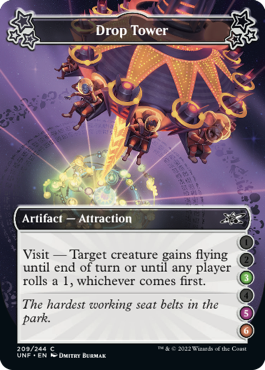 Drop Tower
Artifact — Attraction
Visit — Target creature gains flying
until end of turn or until any player
rolls a 1, whichever comes first.
The hardest working seat belts in the
park.
1
2
3
4
5
6
209/244 C
UNF • EN Dmitry Burmak
™ & © 2022 Wizards of the Coast